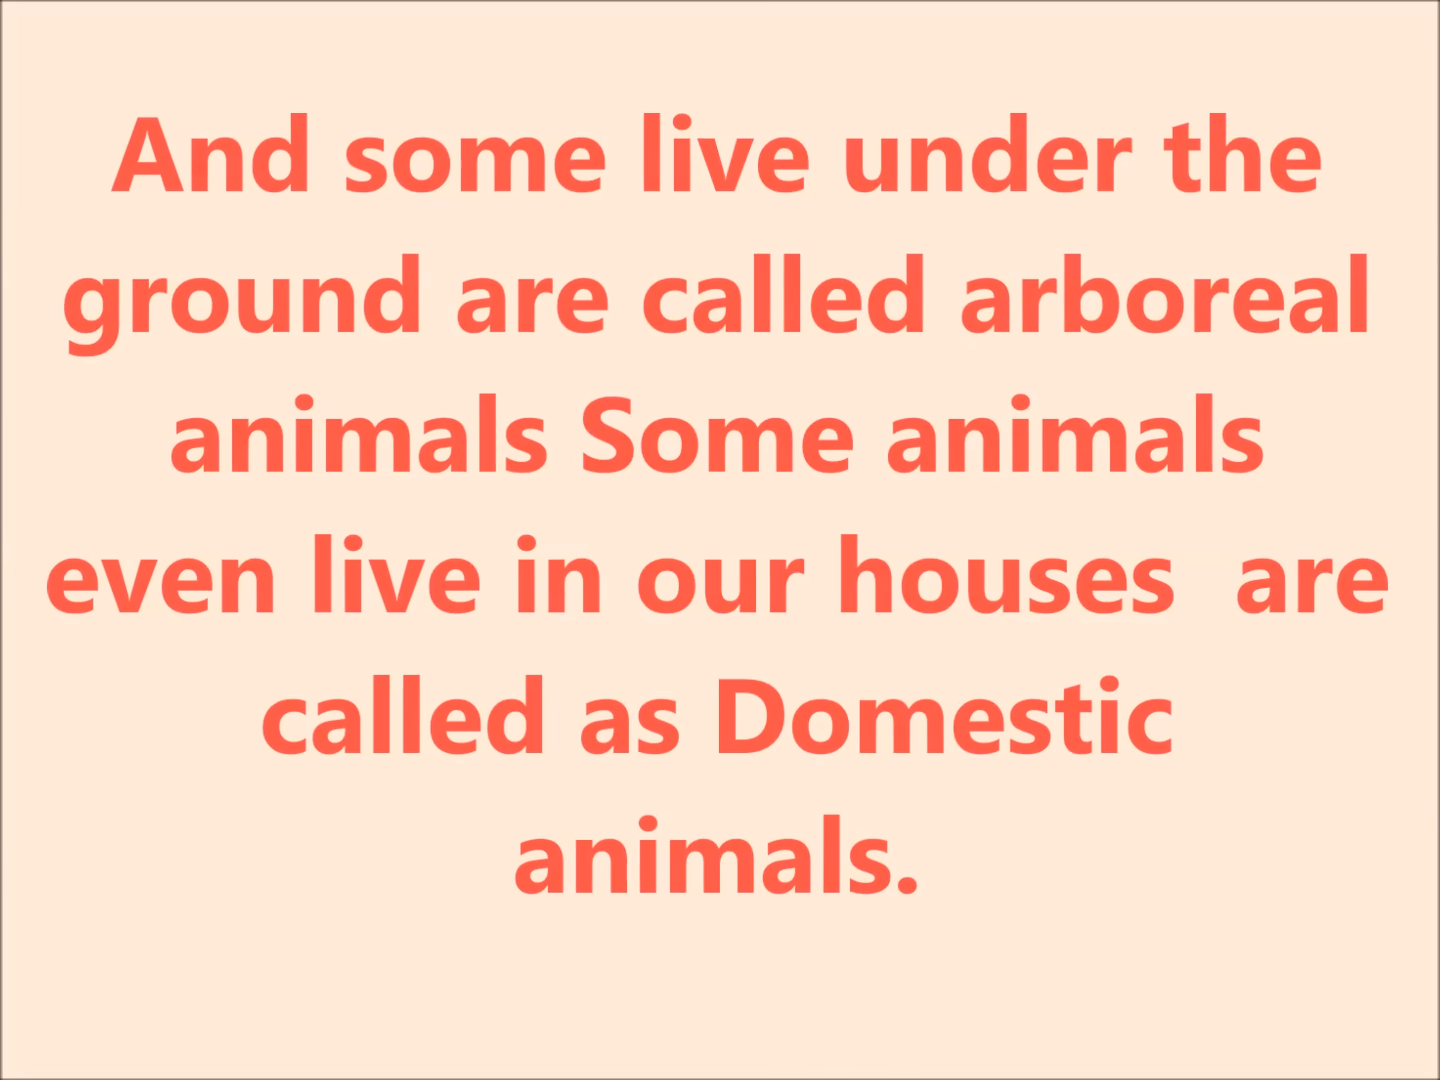 And some live under the
ground are called arboreal
animals Some animals
even live in our houses  are
called as Domestic
animals.